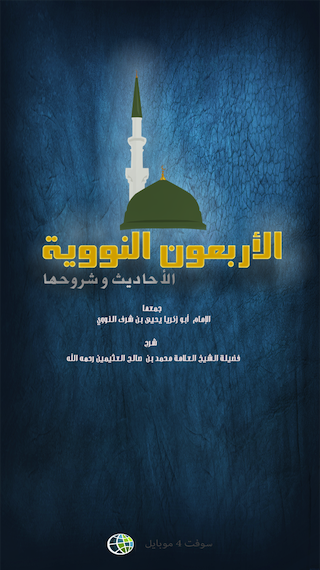 الأربعون النووية
الأحاديث و شروحها
جمعها
الإمام أبو زكريا يحيى بن شرف النووي
شرح
فضيلة الشيخ العلامة محمد بن صالح العثيمين رحمه الله
سوفت 4 موبايل